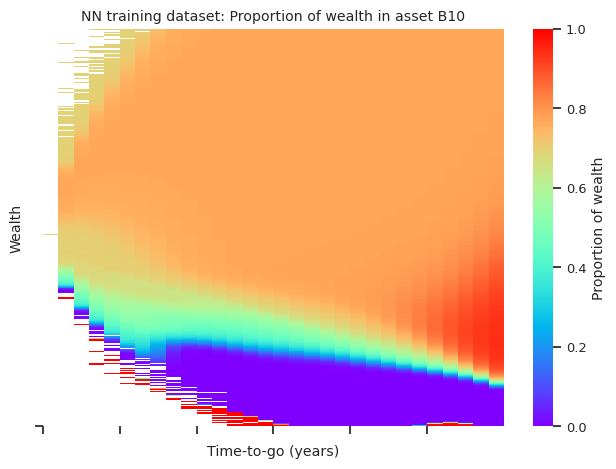 NN training dataset: Proportion of wealth in asset B10
Wealth
Time-to-go (years)
1.0
0.8
0.6
0.4
0.2
0.0
Proportion of wealth